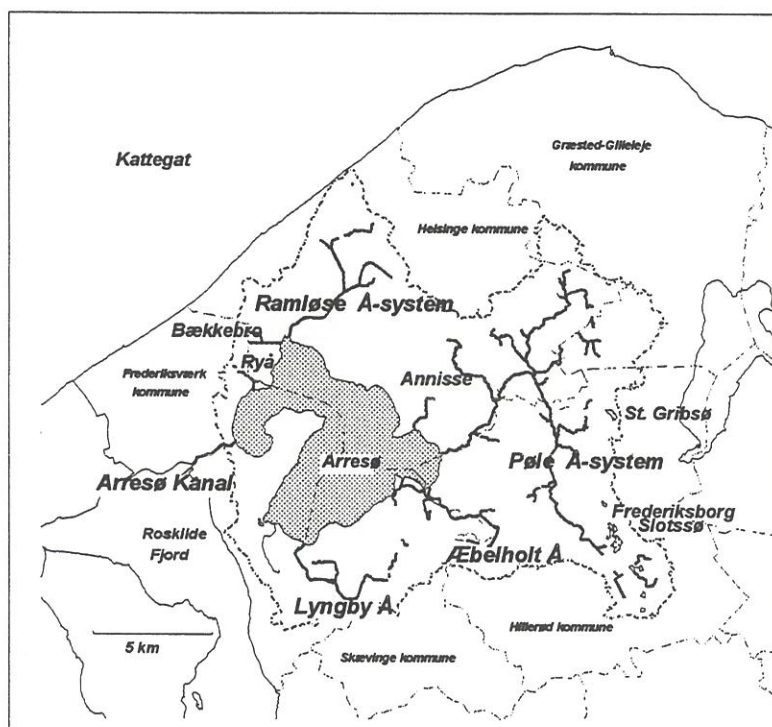 Græsted-Gilleleje
kommune
Kattegat
Helsinge kommune
Ramløse Å-system
Bækkebro
Ryå
Frederiksværk
kommune
Annisse
St. Gribsø
Arresø
Pøle Å-system
Arresø Kanal
Frederiksborg
Slotssø
Roskilde
Fjord
Æbelholt Å
Lyngby Å
Hillerød kommune
5 km
Skævinge kommune